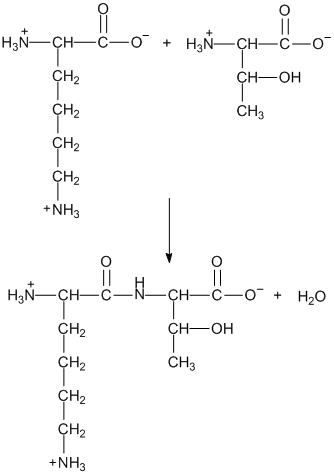 O O
H₃N⁺—CH—C—O⁻ + H₃N⁺—CH—C—O⁻
CH₂ CH—OH
CH₂ CH₃
CH₂
CH₂
+NH₃
O H O
H₃N⁺—CH—C—N—CH—C—O⁻ + H₂O
CH₂ CH—OH
CH₂ CH₃
CH₂
CH₂
+NH₃